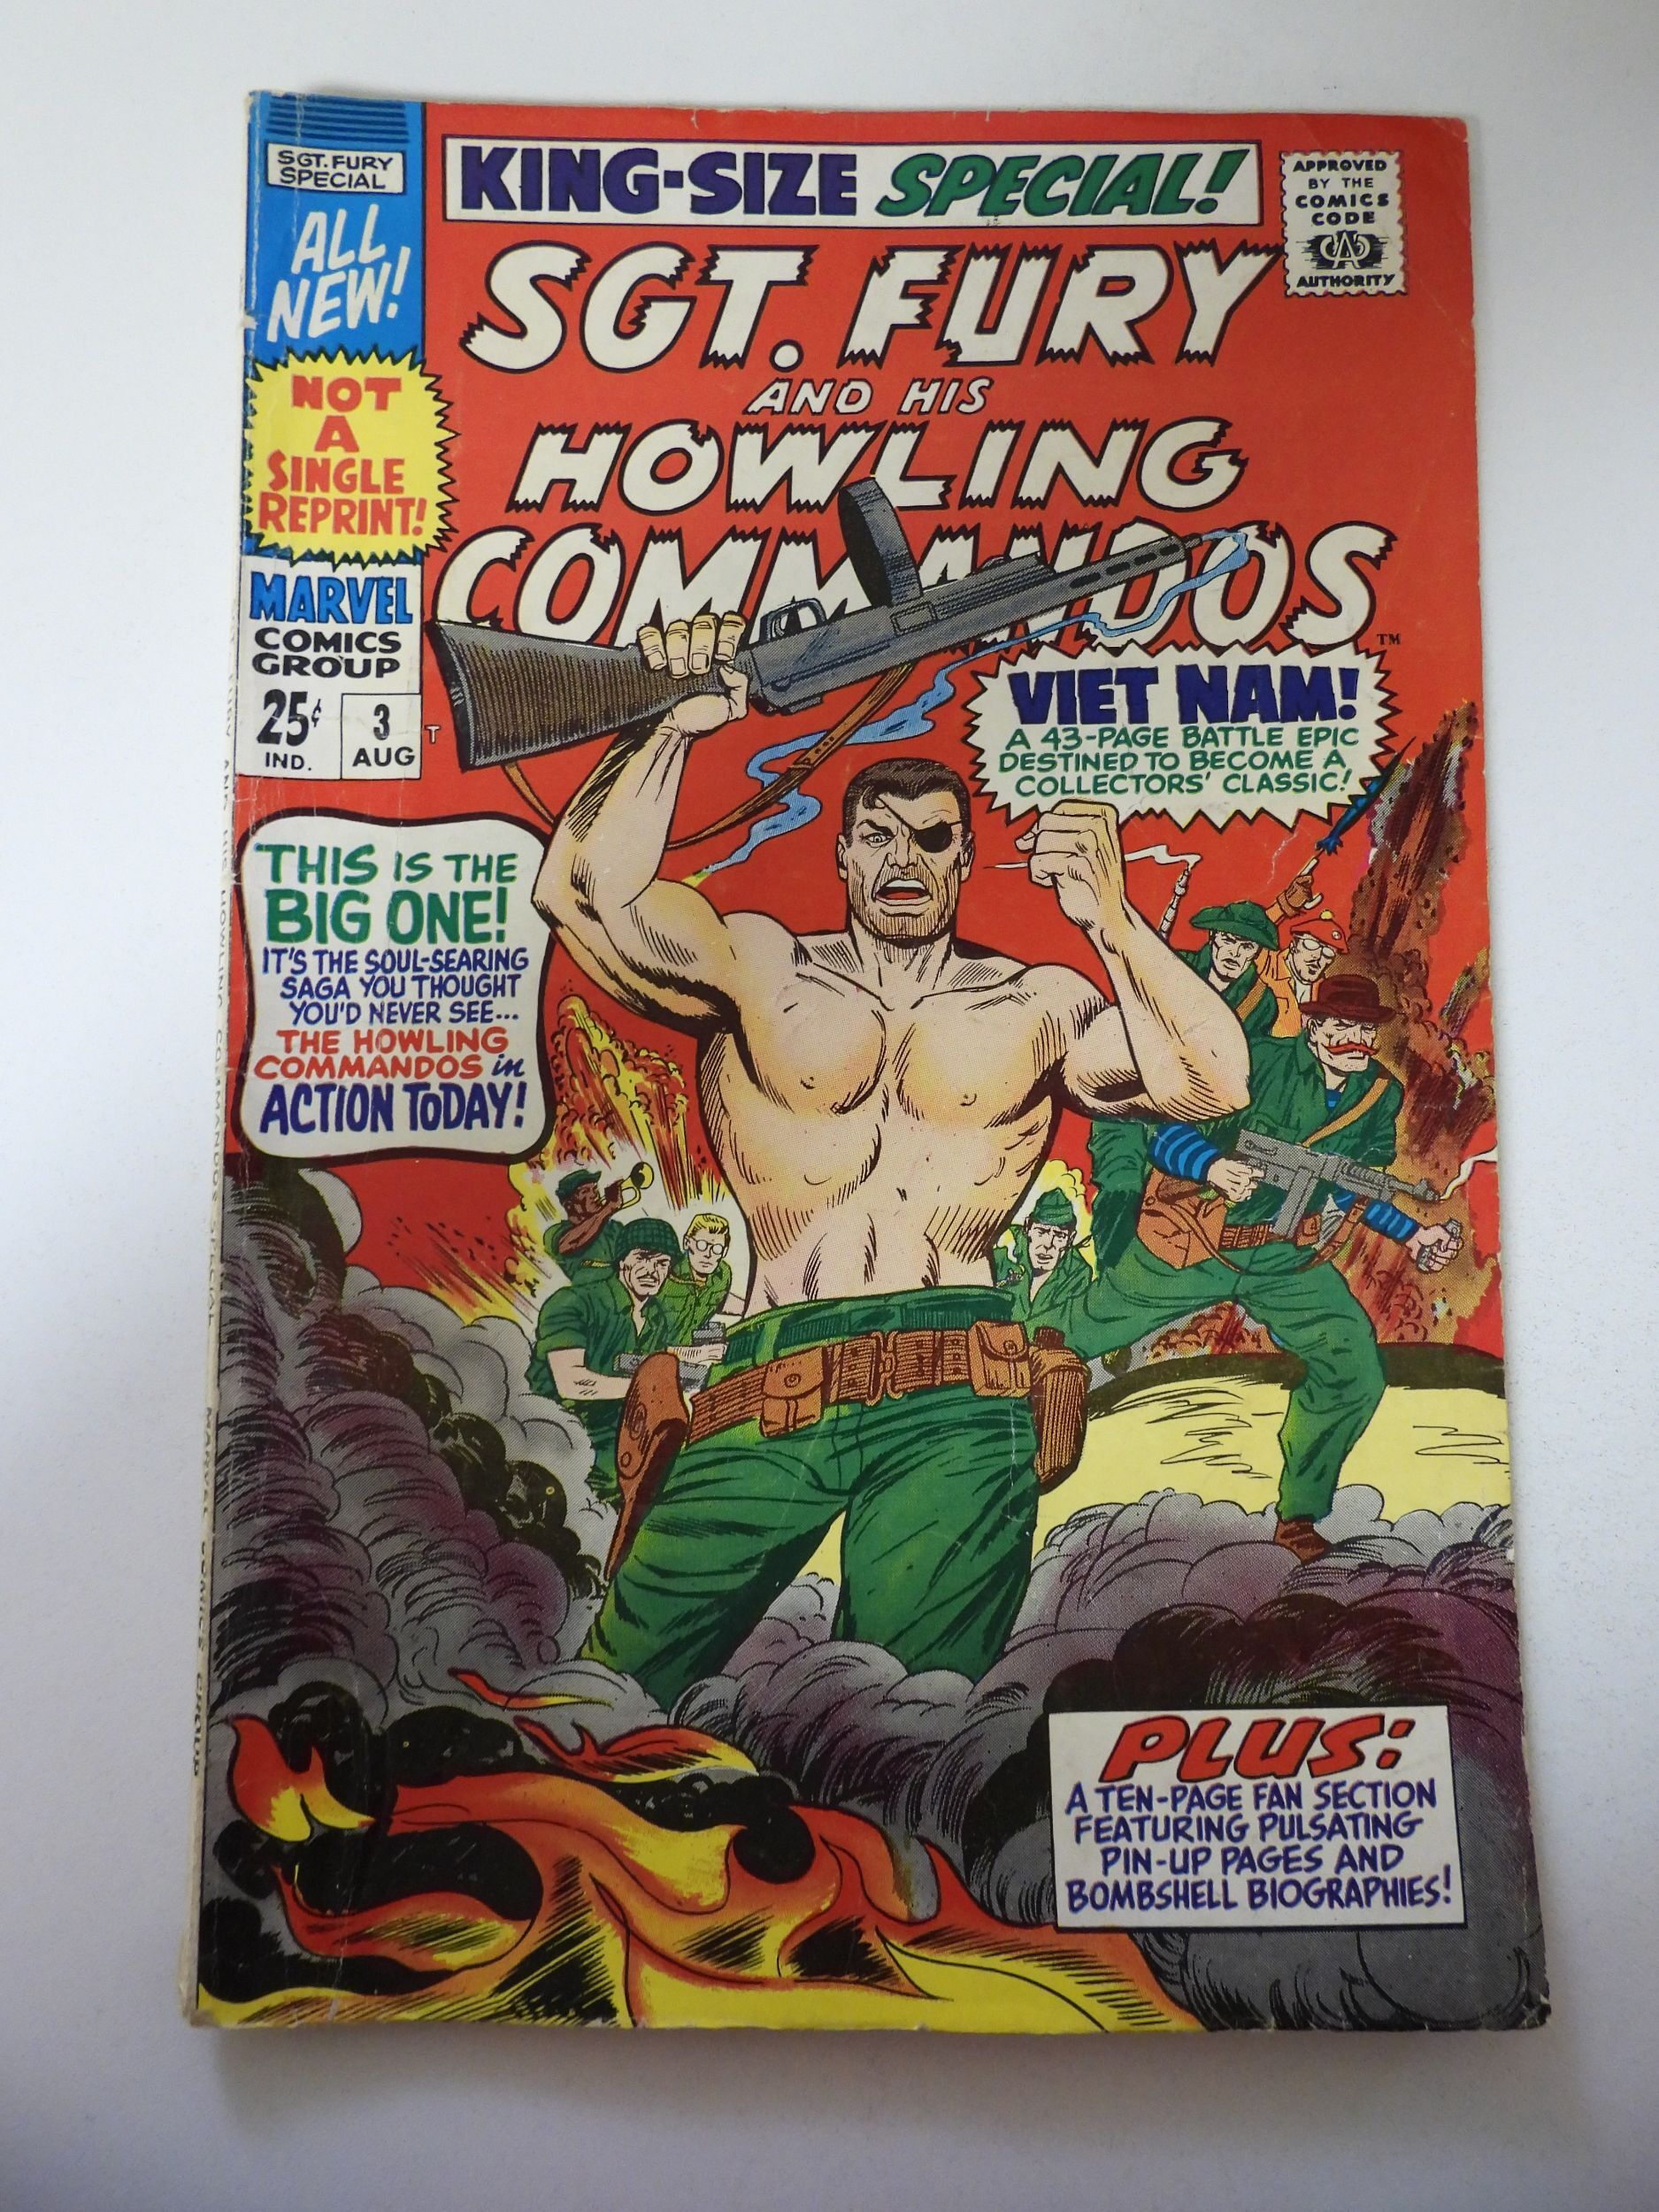 SGT. FURY
SPECIAL
ALL
NEW!
NOT
A
SINGLE
REPRINT!
MARVEL
COMICS
GROUP
25¢
IND.
3
AUG
KING-SIZE SPECIAL!
APPROVED
BY THE
COMICS
CODE
CA
AUTHORITY
SGT. FURY
AND HIS
HOWLING
COMMANDOS
TM
T
VIET NAM!
A 43-PAGE BATTLE EPIC
DESTINED TO BECOME A
COLLECTORS' CLASSIC!
THIS IS THE
BIG ONE!
IT'S THE SOUL-SEARING
SAGA YOU THOUGHT
YOU'D NEVER SEE...
THE HOWLING
COMMANDOS in
ACTION TODAY!
PLUS:
A TEN-PAGE FAN SECTION
FEATURING PULSATING
PIN-UP PAGES AND
BOMBSHELL BIOGRAPHIES!